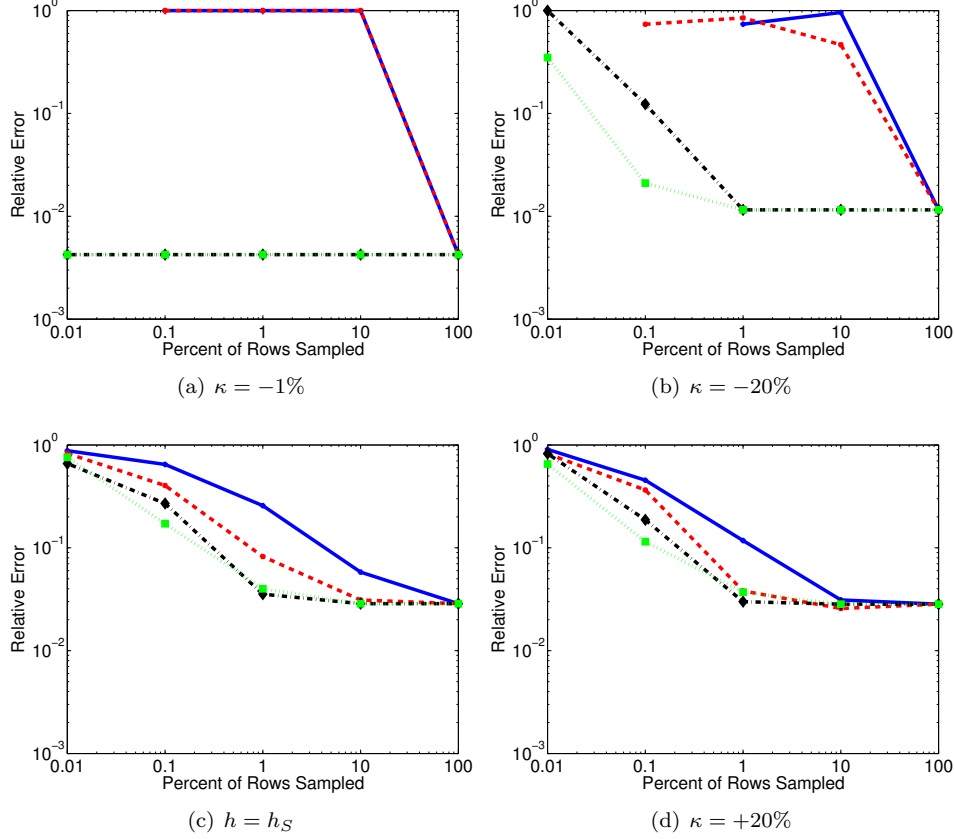 10^0
10^-1
10^-2
10^-3
Relative Error
0.01 0.1 1 10 100
Percent of Rows Sampled
(a) κ = −1%
10^0
10^-1
10^-2
10^-3
Relative Error
0.01 0.1 1 10 100
Percent of Rows Sampled
(b) κ = −20%
10^0
10^-1
10^-2
10^-3
Relative Error
0.01 0.1 1 10 100
Percent of Rows Sampled
(c) h = h_S
10^0
10^-1
10^-2
10^-3
Relative Error
0.01 0.1 1 10 100
Percent of Rows Sampled
(d) κ = +20%